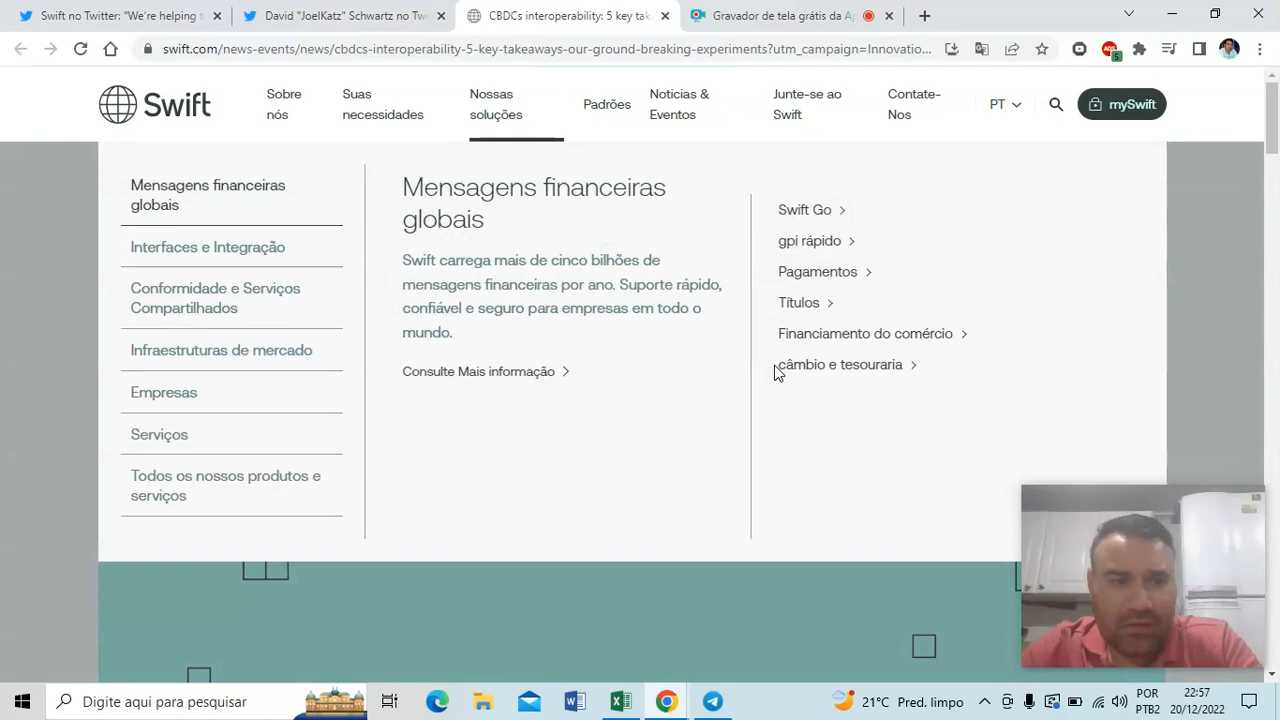 Swift no Twitter: "We're helping t
David "JoelKatz" Schwartz no Twi
CBDCs interoperability: 5 key tak
Gravador de tela grátis da Ap
swift.com/news-events/news/cbdcs-interoperability-5-key-takeaways-our-ground-breaking-experiments?utm_campaign=Innovatio...
5
Swift
Sobre nós
Suas necessidades
Nossas soluções
Padrões
Noticias & Eventos
Junte-se ao Swift
Contate-Nos
PT
mySwift
Mensagens financeiras
globais
Interfaces e Integração
Conformidade e Serviços
Compartilhados
Infraestruturas de mercado
Empresas
Serviços
Todos os nossos produtos e
serviços
Mensagens financeiras
globais
Swift carrega mais de cinco bilhões de
mensagens financeiras por ano. Suporte rápido,
confiável e seguro para empresas em todo o
mundo.
Consulte Mais informação
Swift Go
gpi rápido
Pagamentos
Títulos
Financiamento do comércio
câmbio e tesouraria
Digite aqui para pesquisar
21°C Pred. limpo
POR
PTB2
22:57
20/12/2022